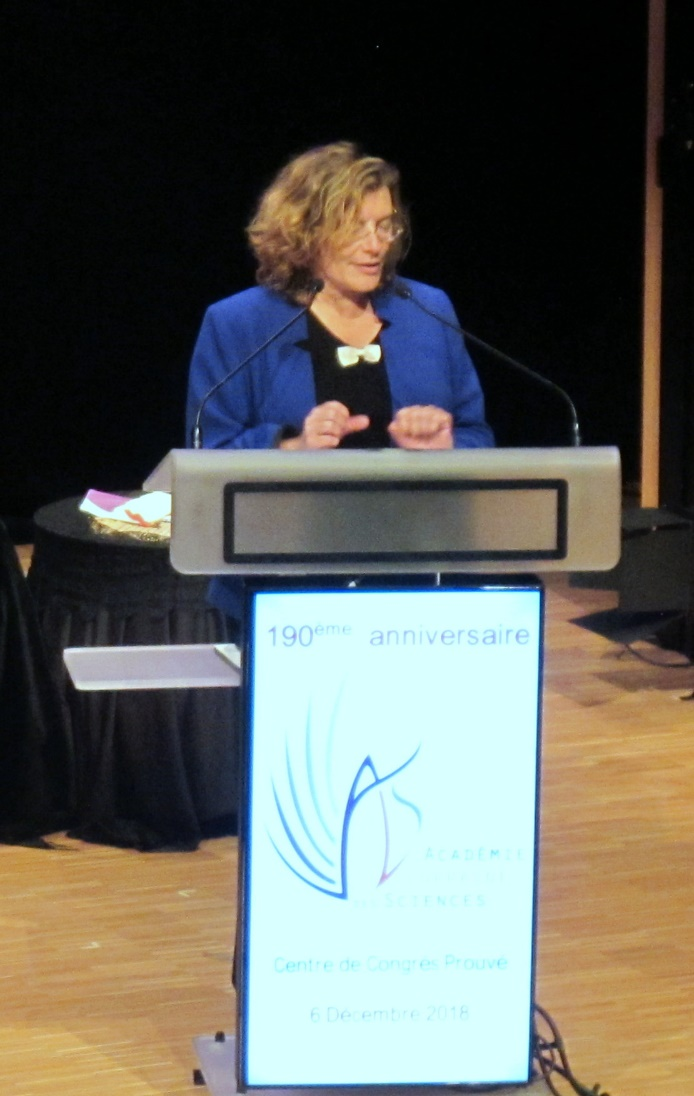 190ème anniversaire
ACADÉMIE
SCIENCES
Centre de Congrès Prouvé
6 Décembre 2018